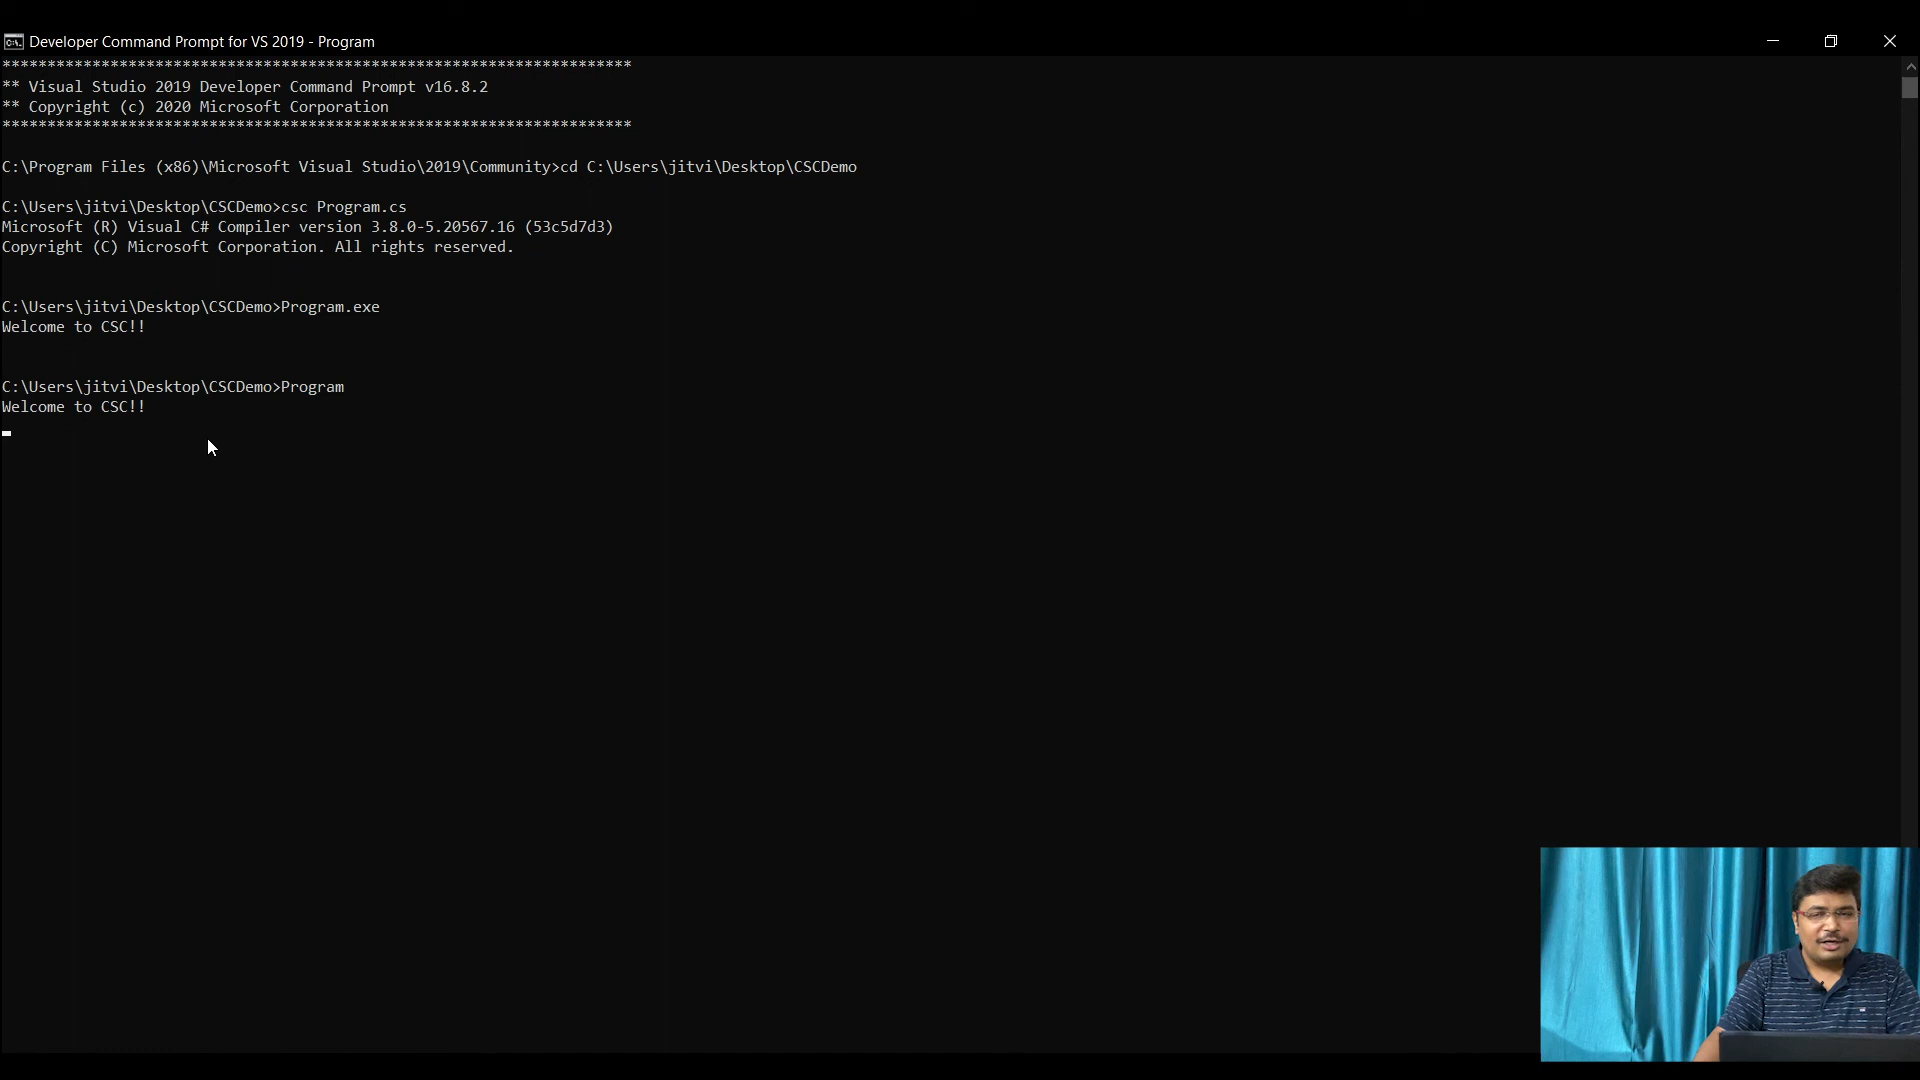 Developer Command Prompt for VS 2019 - Program
**********************************************************************
** Visual Studio 2019 Developer Command Prompt v16.8.2
** Copyright (c) 2020 Microsoft Corporation
**********************************************************************
C:\Program Files (x86)\Microsoft Visual Studio\2019\Community>cd C:\Users\jitvi\Desktop\CSCDemo
C:\Users\jitvi\Desktop\CSCDemo>csc Program.cs
Microsoft (R) Visual C# Compiler version 3.8.0-5.20567.16 (53c5d7d3)
Copyright (C) Microsoft Corporation. All rights reserved.
C:\Users\jitvi\Desktop\CSCDemo>Program.exe
Welcome to CSC!!
C:\Users\jitvi\Desktop\CSCDemo>Program
Welcome to CSC!!